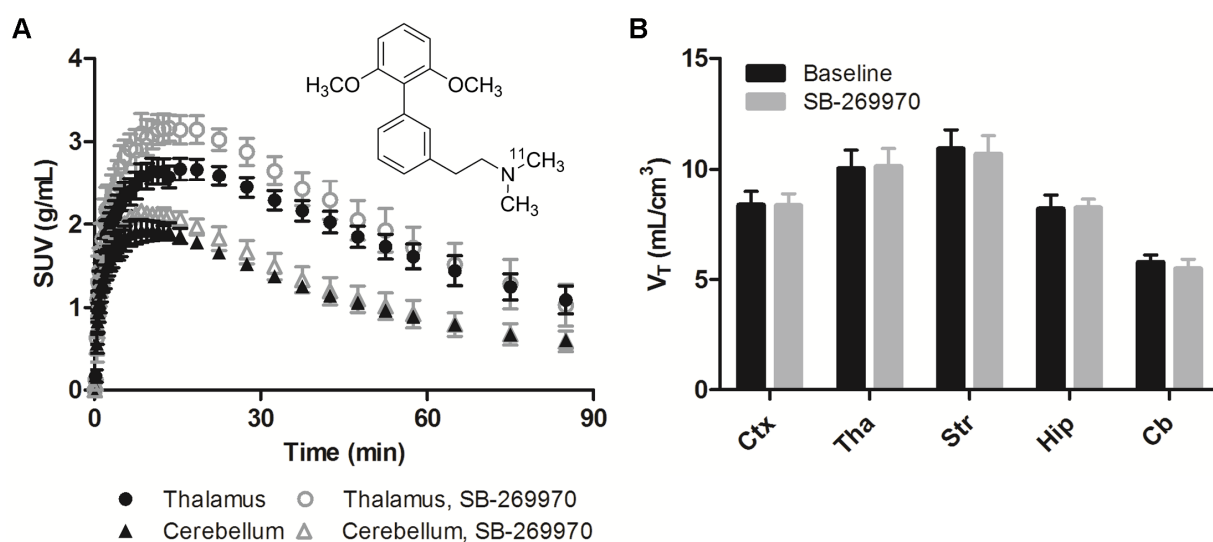 A
SUV (g/mL)
4
3
2
1
0
0 30 60 90
Time (min)
H3CO OCH3
11
N CH3
CH3
Thalamus Thalamus, SB-269970
Cerebellum Cerebellum, SB-269970
B
VT (mL/cm3)
15
10
5
0
Baseline
SB-269970
Ctx Tha Str Hip Cb